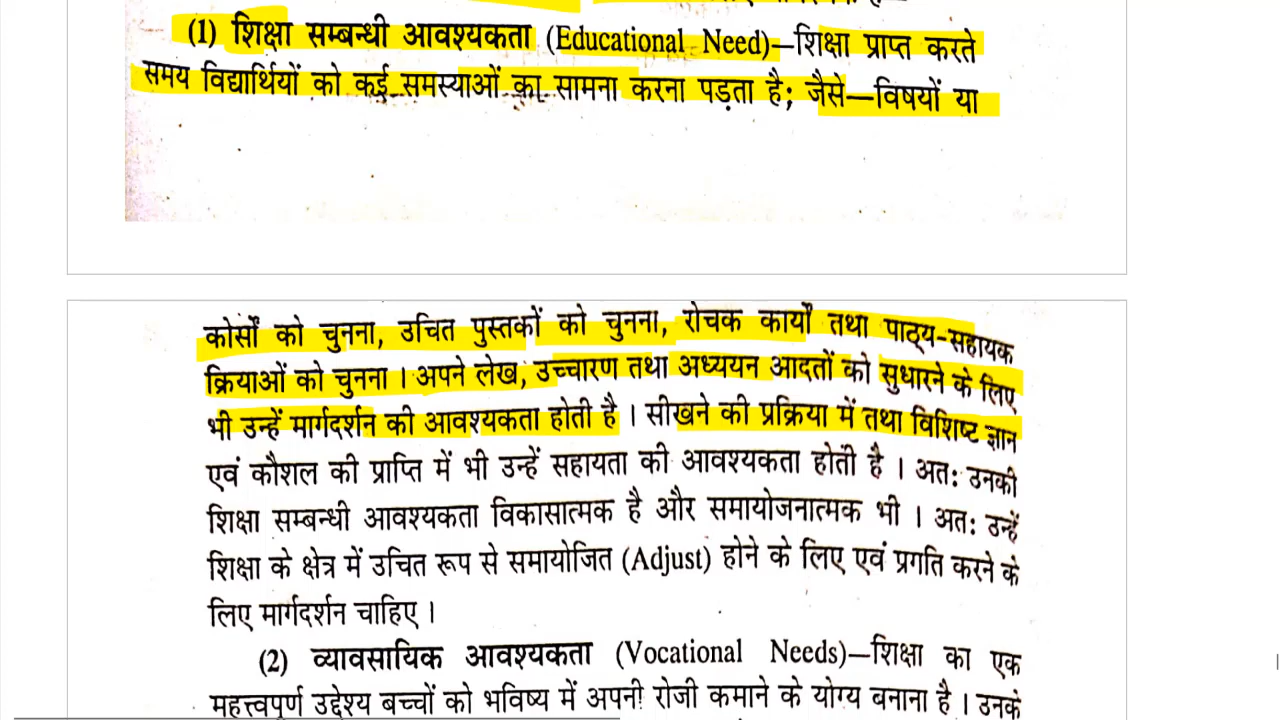 (1) शिक्षा सम्बन्धी आवश्यकता (Educational Need)—शिक्षा प्राप्त करते
समय विद्यार्थियों को कई समस्याओं का सामना करना पड़ता है; जैसे—विषयों या
कोर्सों को चुनना, उचित पुस्तकों को चुनना, रोचक कार्यों तथा पाठ्य-सहायक
क्रियाओं को चुनना । अपने लेख, उच्चारण तथा अध्ययन आदतों को सुधारने के लिए
भी उन्हें मार्गदर्शन की आवश्यकता होती है । सीखने की प्रक्रिया में तथा विशिष्ट ज्ञान
एवं कौशल की प्राप्ति में भी उन्हें सहायता की आवश्यकता होती है । अतः उनकी
शिक्षा सम्बन्धी आवश्यकता विकासात्मक है और समायोजनात्मक भी । अतः उन्हें
शिक्षा के क्षेत्र में उचित रूप से समायोजित (Adjust) होने के लिए एवं प्रगति करने के
लिए मार्गदर्शन चाहिए ।
(2) व्यावसायिक आवश्यकता (Vocational Needs)—शिक्षा का एक
महत्त्वपूर्ण उद्देश्य बच्चों को भविष्य में अपनी रोजी कमाने के योग्य बनाना है । उनके